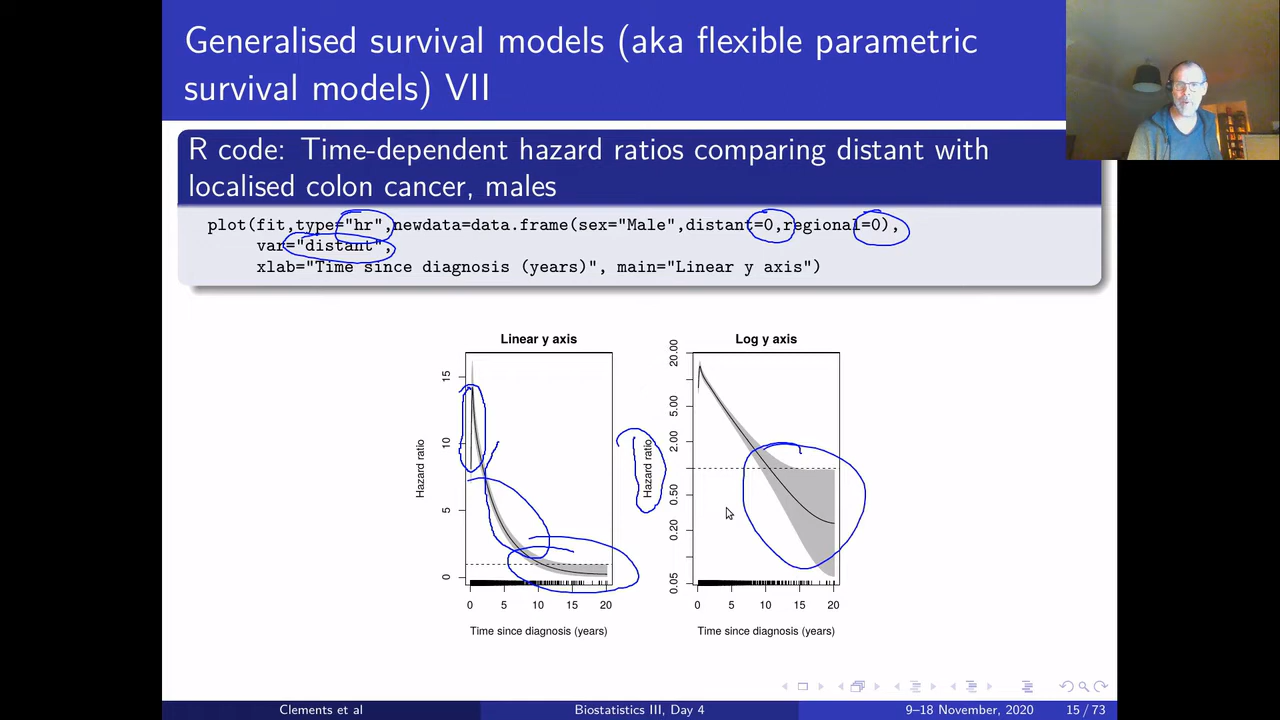 Generalised survival models (aka flexible parametric
survival models) VII
R code: Time-dependent hazard ratios comparing distant with
localised colon cancer, males
plot(fit,type="hr",newdata=data.frame(sex="Male",distant=0,regional=0),
var="distant",
xlab="Time since diagnosis (years)", main="Linear y axis")
Linear y axis
Hazard ratio
15
10
5
0
0 5 10 15 20
Time since diagnosis (years)
Log y axis
Hazard ratio
20.00
5.00
2.00
0.50
0.20
0.05
0 5 10 15 20
Time since diagnosis (years)
Clements et al
Biostatistics III, Day 4
9–18 November, 2020
15 / 73